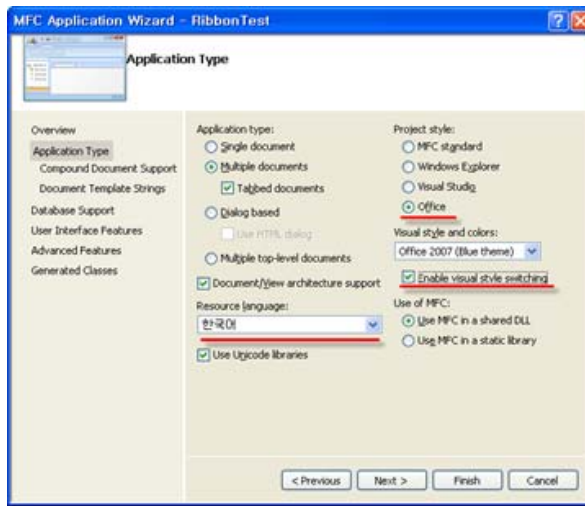 MFC Application Wizard - RibbonTest
Application Type
Overview
Application Type
Compound Document Support
Document Template Strings
Database Support
User Interface Features
Advanced Features
Generated Classes
Application type:
Single document
Multiple documents
Tabbed documents
Dialog based
Use HTML dialog
Multiple top-level documents
Document/View architecture support
Resource language:
한국어
Use Unicode libraries
Project style:
MFC standard
Windows Explorer
Visual Studio
Office
Visual style and colors:
Office 2007 (Blue theme)
Enable visual style switching
Use of MFC:
Use MFC in a shared DLL
Use MFC in a static library
< Previous
Next >
Finish
Cancel